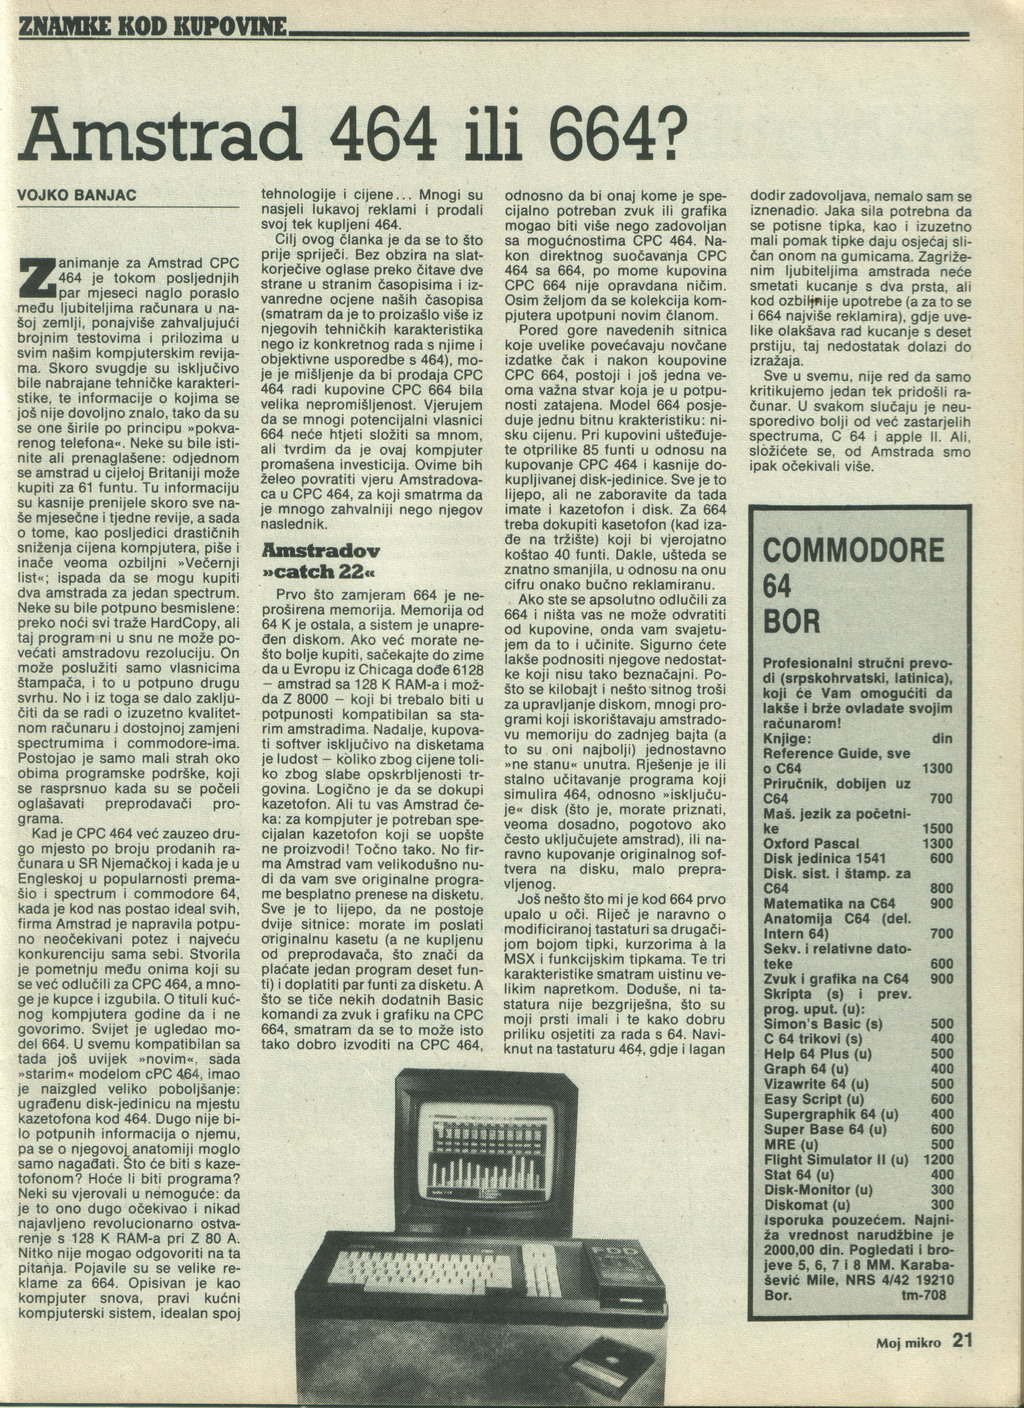 ZNAMKE KOD KUPOVINE
Amstrad 464 ili 664?
VOJKO BANJAC
Zanimanje za Amstrad CPC
464 je tokom posljednjih
par mjeseci naglo poraslo
među ljubiteljima računara u na-
šoj zemlji, ponajviše zahvaljujući
brojnim testovima i prilozima u
svim našim kompjuterskim revija-
ma. Skoro svugdje su isključivo
bile nabrajane tehničke karakteri-
stike, te informacije o kojima se
još nije dovoljno znalo, tako da su
se one širile po principu »pokva-
renog telefona«. Neke su bile isti-
nite ali prenaglašene: odjednom
se amstrad u cijeloj Britaniji može
kupiti za 61 funtu. Tu informaciju
su kasnije prenijele skoro sve na-
še mjesečne i tjedne revije, a sada
o tome, kao posljedici drastičnih
sniženja cijena kompjutera, piše i
inače veoma ozbiljni »Večernji
list«; ispada da se mogu kupiti
dva amstrada za jedan spectrum.
Neke su bile potpuno besmislene:
preko noći svi traže HardCopy, ali
taj program ni u snu ne može po-
većati amstradovu rezoluciju. On
može poslužiti samo vlasnicima
štampača, i to u potpuno drugu
svrhu. No i iz toga se dalo zaklju-
čiti da se radi o izuzetno kvalitet-
nom računaru i dostojnoj zamjeni
spectrumima i commodore-ima.
Postojao je samo mali strah oko
obima programske podrške, koji
se rasprsnuo kada su se počeli
oglašavati preprodavači pro-
grama.
Kad je CPC 464 već zauzeo dru-
go mjesto po broju prodanih ra-
čunara u SR Njemačkoj i kada je u
Engleskoj u popularnosti prema-
šio i spectrum i commodore 64,
kada je kod nas postao ideal svih,
firma Amstrad je napravila potpu-
no neočekivani potez i najveću
konkurenciju sama sebi. Stvorila
je pometnju među onima koji su
se već odlučili za CPC 464, a mno-
ge je kupce i izgubila. O tituli kuć-
nog kompjutera godine da i ne
govorimo. Svijet je ugledao mo-
del 664. U svemu kompatibilan sa
tada još uvijek »novim«, sada
»starim« modelom cPC 464, imao
je naizgled veliko poboljšanje:
ugrađenu disk-jedinicu na mjestu
kazetofona kod 464. Dugo nije bi-
lo potpunih informacija o njemu,
pa se o njegovoj anatomiji moglo
samo nagađati. Što će biti s kaze-
tofonom? Hoće li biti programa?
Neki su vjerovali u nemoguće: da
je to ono dugo očekivao i nikad
najavljeno revolucionarno ostva-
renje s 128 K RAM-a pri Z 80 A.
Nitko nije mogao odgovoriti na ta
pitanja. Pojavile su se velike re-
klame za 664. Opisivan je kao
kompjuter snova, pravi kućni
kompjuterski sistem, idealan spoj
tehnologije i cijene... Mnogi su
nasjeli lukavoj reklami i prodali
svoj tek kupljeni 464.
Cilj ovog članka je da se to što
prije spriječi. Bez obzira na slat-
korječive oglase preko čitave dve
strane u stranim časopisima i iz-
vanredne ocjene naših časopisa
(smatram da je to proizašlo više iz
njegovih tehničkih karakteristika
nego iz konkretnog rada s njime i
objektivne usporedbe s 464), mo-
je je mišljenje da bi prodaja CPC
464 radi kupovine CPC 664 bila
velika nepromišljenost. Vjerujem
da se mnogi potencijalni vlasnici
664 neće htjeti složiti sa mnom,
ali tvrdim da je ovaj kompjuter
promašena investicija. Ovime bih
želeo povratiti vjeru Amstradova-
ca u CPC 464, za koji smatrma da
je mnogo zahvalniji nego njegov
naslednik.
Amstradov
»catch 22«
Prvo što zamjeram 664 je ne-
proširena memorija. Memorija od
64 K je ostala, a sistem je unapre-
đen diskom. Ako već morate ne-
što bolje kupiti, sačekajte do zime
da u Evropu iz Chicaga dođe 6128
– amstrad sa 128 K RAM-a i mož-
da Z 8000 – koji bi trebalo biti u
potpunosti kompatibilan sa sta-
rim amstradima. Nadalje, kupova-
ti softver isključivo na disketama
je ludost – koliko zbog cijene toli-
ko zbog slabe opskrbljenosti tr-
govina. Logično je da se dokupi
kazetofon. Ali tu vas Amstrad če-
ka: za kompjuter je potreban spe-
cijalan kazetofon koji se uopšte
ne proizvodi! Točno tako. No fir-
ma Amstrad vam velikodušno nu-
di da vam sve originalne progra-
me besplatno prenese na disketu.
Sve je to lijepo, da ne postoje
dvije sitnice: morate im poslati
originalnu kasetu (a ne kupljenu
od preprodavača, što znači da
plaćate jedan program deset fun-
ti) i doplatiti par funti za disketu. A
što se tiče nekih dodatnih Basic
komandi za zvuk i grafiku na CPC
664, smatram da se to može isto
tako dobro izvoditi na CPC 464,
odnosno da bi onaj kome je spe-
cijalno potreban zvuk ili grafika
mogao biti više nego zadovoljan
sa mogućnostima CPC 464. Na-
kon direktnog suočavanja CPC
464 sa 664, po mome kupovina
CPC 664 nije opravdana ničim.
Osim željom da se kolekcija kom-
pjutera upotpuni novim članom.
Pored gore navedenih sitnica
koje uvelike povećavaju novčane
izdatke čak i nakon koupovine
CPC 664, postoji i još jedna ve-
oma važna stvar koja je u potpu-
nosti zatajena. Model 664 posje-
duje jednu bitnu krakteristiku: ni-
sku cijenu. Pri kupovini uštedjuje-
te otprilike 85 funti u odnosu na
kupovanje CPC 464 i kasnije do-
kupljivanej disk-jedinice. Sve je to
lijepo, ali ne zaboravite da tada
imate i kazetofon i disk. Za 664
treba dokupiti kasetofon (kad iza-
đe na tržište) koji bi vjerojatno
koštao 40 funti. Dakle, ušteda se
znatno smanjila, u odnosu na onu
cifru onako bučno reklamiranu.
Ako ste se apsolutno odlučili za
664 i ništa vas ne može odvratiti
od kupovine, onda vam svajetu-
jem da to i učinite. Sigurno ćete
lakše podnositi njegove nedostat-
ke koji nisu tako beznačajni. Po-
što se kilobajt i nešto sitnog troši
za upravljanje diskom, mnogi pro-
grami koji iskorištavaju amstrado-
vu memoriju do zadnjeg bajta (a
to su oni najbolji) jednostavno
»ne stanu« unutra. Rješenje je ili
stalno učitavanje programa koji
simulira 464, odnosno »isključu-
je« disk (što je, morate priznati,
veoma dosadno, pogotovo ako
često uključujete amstrad), ili na-
ravno kupovanje originalnog sof-
tvera na disku, malo prepra-
vljenog.
Još nešto što mi je kod 664 prvo
upalo u oči. Riječ je naravno o
modificiranoj tastaturi sa drugači-
jom bojom tipki, kurzorima à la
MSX i funkcijskim tipkama. Te tri
karakteristike smatram uistinu ve-
likim napretkom. Doduše, ni ta-
statura nije bezgriješna, što su
moji prsti imali i te kako dobru
priliku osjetiti za rada s 64. Navi-
knut na tastaturu 464, gdje i lagan
dodir zadovoljava, nemalo sam se
iznenadio. Jaka sila potrebna da
se potisne tipka, kao i izuzetno
mali pomak tipke daju osjećaj sli-
čan onom na gumicama. Zagriže-
nim ljubiteljima amstrada neće
smetati kucanje s dva prsta, ali
kod ozbiljnije upotrebe (a za to se
i 664 najviše reklamira), gdje uve-
like olakšava rad kucanje s deset
prstiju, taj nedostatak dolazi do
izražaja.
Sve u svemu, nije red da samo
kritikujemo jedan tek pridošli ra-
čunar. U svakom slučaju je neu-
sporedivo bolji od već zastarjelih
spectruma, C 64 i apple II. Ali,
složićete se, od Amstrada smo
ipak očekivali više.
COMMODORE
64
BOR
Profesionalni stručni prevo-
di (srpskohrvatski, latinica),
koji će Vam omogućiti da
lakše i brže ovladate svojim
računarom!
Knjige: din
Reference Guide, sve
o C64 1300
Priručnik, dobijen uz
C64 700
Maš. jezik za početni-
ke 1500
Oxford Pascal 1300
Disk jedinica 1541 600
Disk. sist. i štamp. za
C64 800
Matematika na C64 900
Anatomija C64 (del.
Intern 64) 700
Sekv. i relativne dato-
teke 600
Zvuk i grafika na C64 900
Skripta (s) i prev.
prog. uput. (u):
Simon's Basic (s) 500
C 64 trikovi (s) 400
Help 64 Plus (u) 500
Graph 64 (u) 400
Vizawrite 64 (u) 500
Easy Script (u) 600
Supergraphik 64 (u) 400
Super Base 64 (u) 600
MRE (u) 500
Flight Simulator II (u) 1200
Stat 64 (u) 400
Disk-Monitor (u) 300
Diskomat (u) 300
Isporuka pouzećem. Najni-
ža vrednost narudžbine je
2000,00 din. Pogledati i bro-
jeve 5, 6, 7 i 8 MM. Karaba-
šević Mile, NRS 4/42 19210
Bor. tm-708
FDD
Moj mikro 21